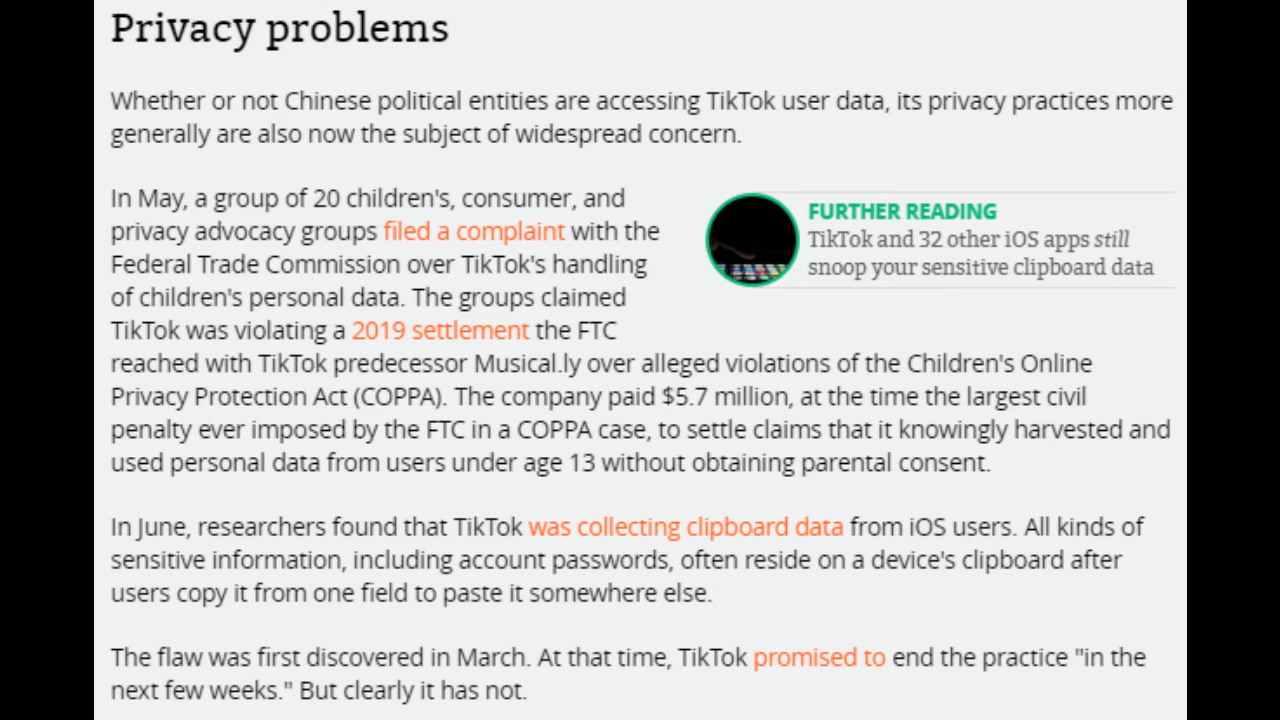 Privacy problems
Whether or not Chinese political entities are accessing TikTok user data, its privacy practices more
generally are also now the subject of widespread concern.
In May, a group of 20 children's, consumer, and
privacy advocacy groups filed a complaint with the
Federal Trade Commission over TikTok's handling
of children's personal data. The groups claimed
TikTok was violating a 2019 settlement the FTC
reached with TikTok predecessor Musical.ly over alleged violations of the Children's Online
Privacy Protection Act (COPPA). The company paid $5.7 million, at the time the largest civil
penalty ever imposed by the FTC in a COPPA case, to settle claims that it knowingly harvested and
used personal data from users under age 13 without obtaining parental consent.
FURTHER READING
TikTok and 32 other iOS apps still
snoop your sensitive clipboard data
In June, researchers found that TikTok was collecting clipboard data from iOS users. All kinds of
sensitive information, including account passwords, often reside on a device's clipboard after
users copy it from one field to paste it somewhere else.
The flaw was first discovered in March. At that time, TikTok promised to end the practice "in the
next few weeks." But clearly it has not.